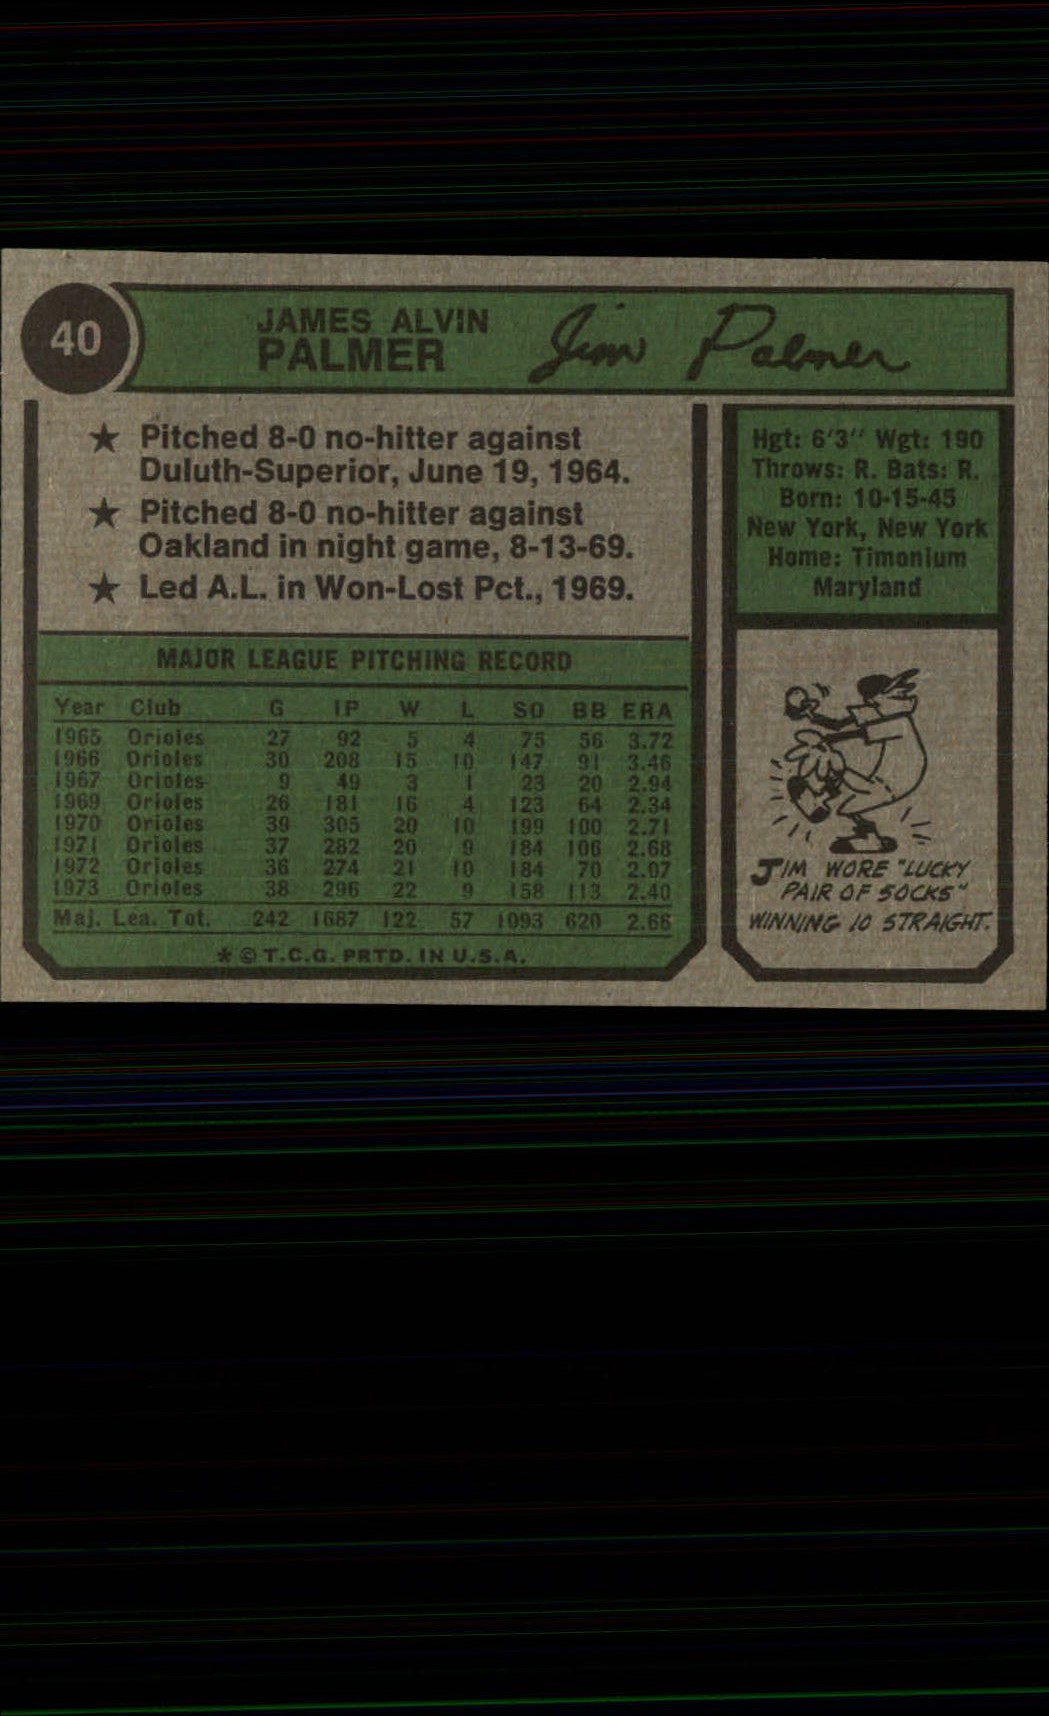 40
JAMES ALVIN
PALMER
Jim Palmer
★ Pitched 8-0 no-hitter against
Duluth-Superior, June 19, 1964.
★ Pitched 8-0 no-hitter against
Oakland in night game, 8-13-69.
★ Led A.L. in Won-Lost Pct., 1969.
Hgt: 6'3" Wgt: 190
Throws: R. Bats: R.
Born: 10-15-45
New York, New York
Home: Timonium
Maryland
MAJOR LEAGUE PITCHING RECORD
Year Club G IP W L SO BB ERA
1965 Orioles 27 92 5 4 75 56 3.72
1966 Orioles 30 208 15 10 147 91 3.46
1967 Orioles 9 49 3 1 23 20 2.94
1969 Orioles 26 181 16 4 123 64 2.34
1970 Orioles 39 305 20 10 199 100 2.71
1971 Orioles 37 282 20 9 184 106 2.68
1972 Orioles 36 274 21 10 184 70 2.07
1973 Orioles 38 296 22 9 158 113 2.40
Maj. Lea. Tot. 242 1687 122 57 1093 620 2.66
* © T.C.G. PRTD. IN U.S.A.
JIM WORE "LUCKY
PAIR OF SOCKS"
WINNING 10 STRAIGHT.